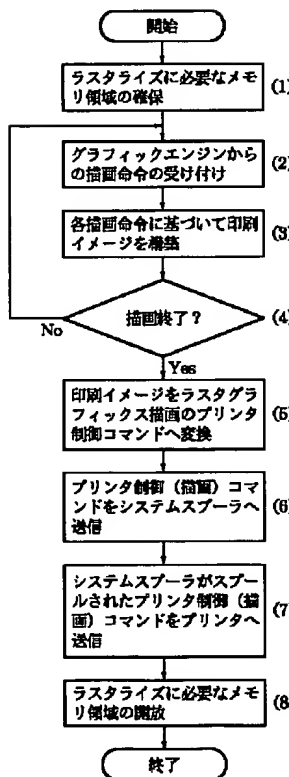 開始
ラスタライズに必要なメモ
リ領域の確保
(1)
グラフィックエンジンから
の描画命令の受け付け
(2)
各描画命令に基づいて印刷
イメージを構築
(3)
描画終了？
(4)
No
Yes
印刷イメージをラスタグラ
フィックス描画のプリンタ
制御コマンドへ変換
(5)
プリンタ制御（描画）コマ
ンドをシステムスプーラへ
送信
(6)
システムスプーラがスプー
ルされたプリンタ制御（描
画）コマンドをプリンタへ
送信
(7
ラスタライズに必要なメモ
リ領域の開放
(8
終了